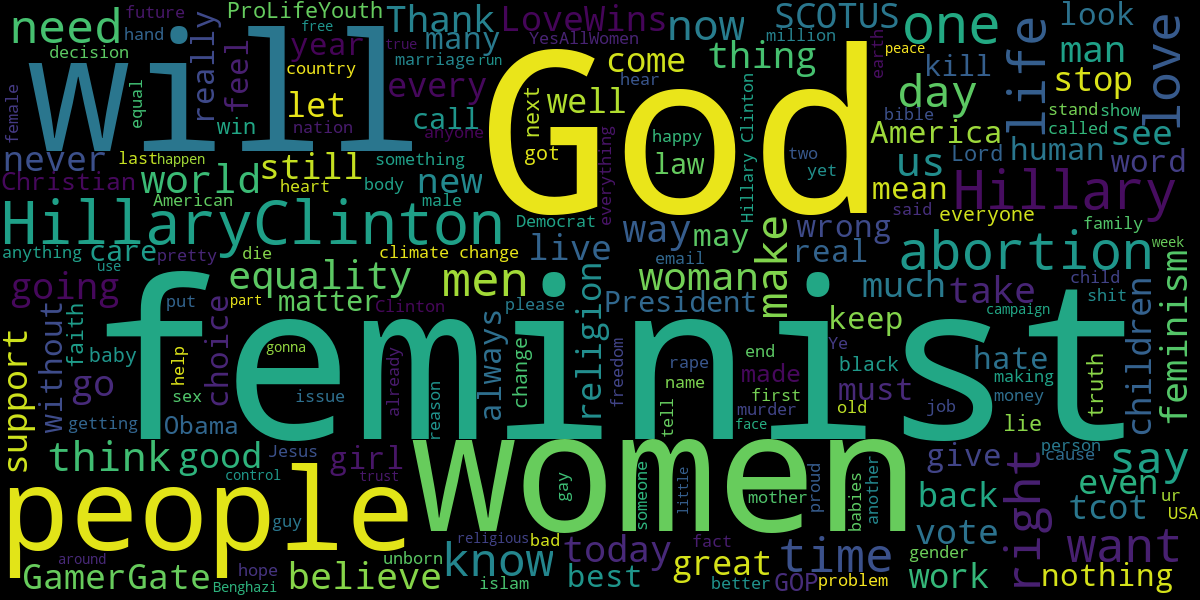 need
hand
future
ProLifeYouth
free
Thank
many
LoveWins
now
YesAllWomen
million
SCOTUS
one
look
love
decision
will
really
feel
year
true
marriage
run
come
thing
God
peace
earth
kill
life
man
stop
female
equal
country
let
every
call
hear
next
well
Hillary Clinton
day
bible
stand
show
win
nation
anyone
got
happy
law
two
yet
America
called
see
never
last
happen
still
something
everything
us
Lord
human
word
Christian
world
heart
body
new
mean
Hillary
American
male
Democrat
said
everyone
family
HillaryClinton
way
may
wrong
week
anything
care
pretty
die
climate change
live
email
real
abortion
use
going
equality
men
religion
woman
make
much
take
child
shit
feminism
put
part
matter
Clinton
please
President
keep
campaign
children
faith
without
feminist
support
baby
choice
gonna
always
change
freedom
Ye
hate
truth
go
help
already
reason
rape
end
black
making
sex
issue
name
made
first
must
money
getting
Obama
tell
murder
old
job
lie
face
think
good
Jesus
girl
women
person
cause
say
control
trust
gay
someone
little
mother
proud
babies
another
give
right
even
people
guy
back
tcot
ur
USA
religious
bad
today
fact
vote
want
around
unborn
know
great
time
gender
GamerGate
hope
believe
islam
best
better
GOP
problem
work
nothing
Benghazi